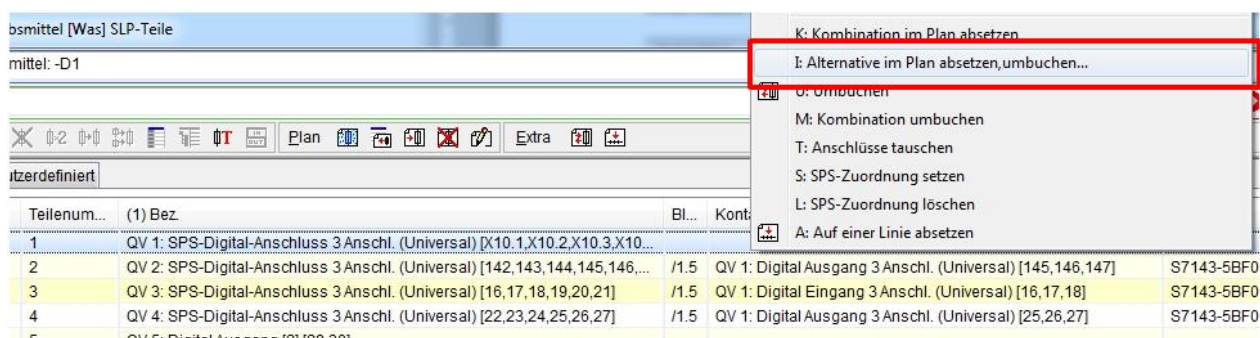 bsmittel [Was] SLP-Teile
K: Kombination im Plan absetzen
mittel: -D1
I: Alternative im Plan absetzen,umbuchen...
U: Umbuchen
M: Kombination umbuchen
Plan Extra
T: Anschlüsse tauschen
utzerdefiniert
S: SPS-Zuordnung setzen
L: SPS-Zuordnung löschen
Teilenum... (1) Bez. Bl... Konta
A: Auf einer Linie absetzen
1 QV 1: SPS-Digital-Anschluss 3 Anschl. (Universal) [X10.1,X10.2,X10.3,X10...
2 QV 2: SPS-Digital-Anschluss 3 Anschl. (Universal) [142,143,144,145,146,... /1.5 QV 1: Digital Ausgang 3 Anschl. (Universal) [145,146,147] S7143-5BF0
3 QV 3: SPS-Digital-Anschluss 3 Anschl. (Universal) [16,17,18,19,20,21] /1.5 QV 1: Digital Eingang 3 Anschl. (Universal) [16,17,18] S7143-5BF0
4 QV 4: SPS-Digital-Anschluss 3 Anschl. (Universal) [22,23,24,25,26,27] /1.5 QV 1: Digital Ausgang 3 Anschl. (Universal) [25,26,27] S7143-5BF0